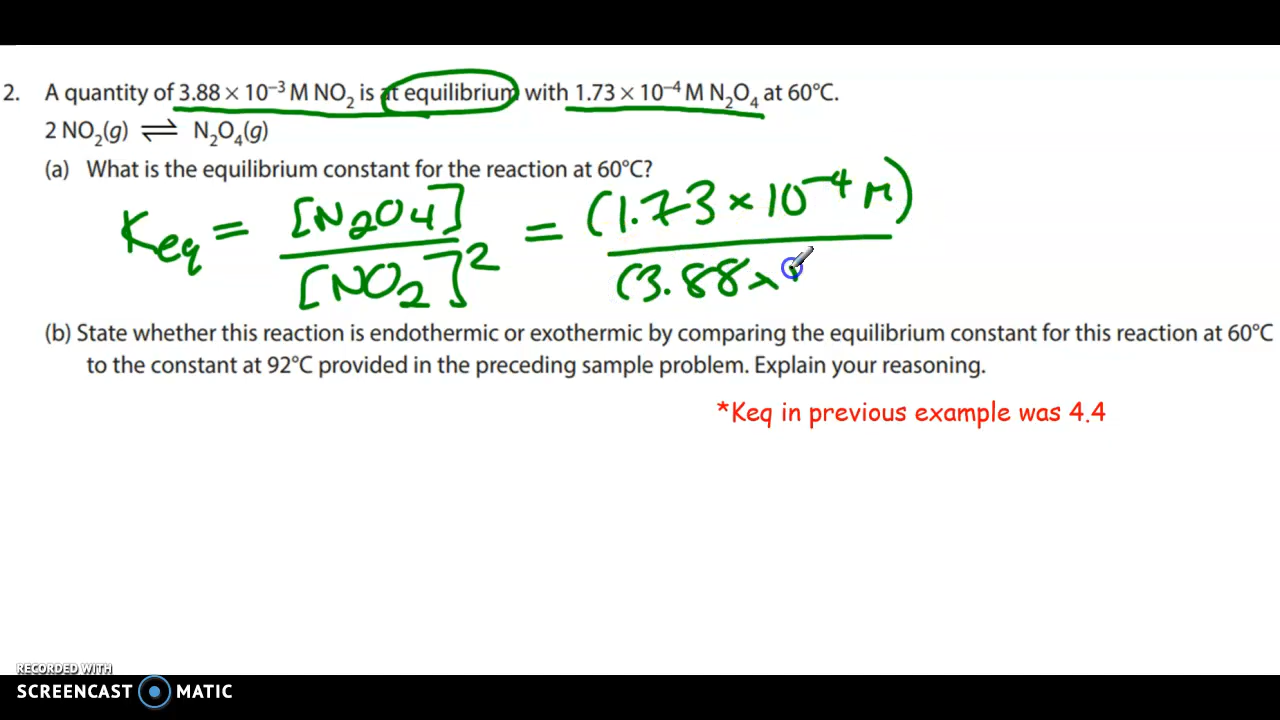 2. A quantity of 3.88 × 10⁻³ M NO₂ is at equilibrium with 1.73 × 10⁻⁴ M N₂O₄ at 60°C.
2 NO₂(g) ⇌ N₂O₄(g)
(a) What is the equilibrium constant for the reaction at 60°C?
Keq = [N₂O₄] / [NO₂]² = (1.73 × 10⁻⁴ M) / (3.88 ×
(b) State whether this reaction is endothermic or exothermic by comparing the equilibrium constant for this reaction at 60°C
to the constant at 92°C provided in the preceding sample problem. Explain your reasoning.
*Keq in previous example was 4.4
RECORDED WITH
SCREENCAST MATIC